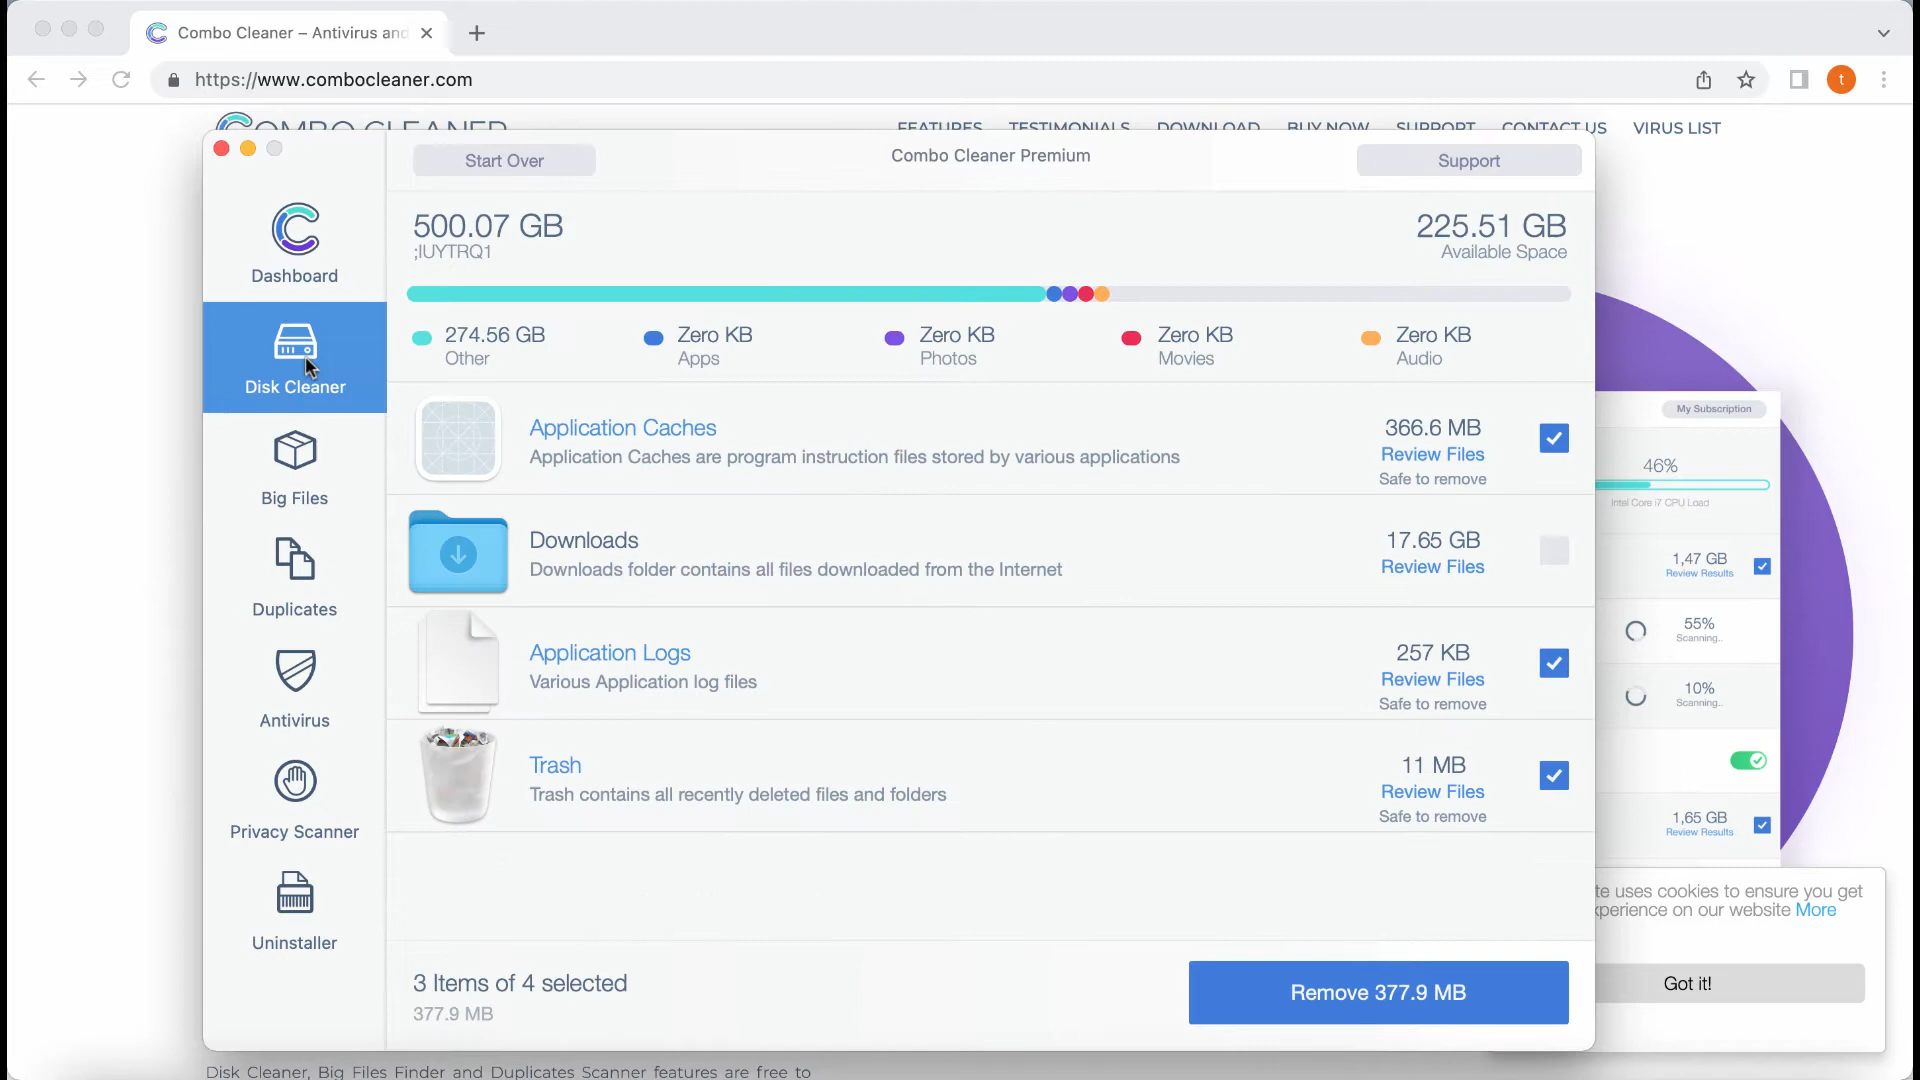 Combo Cleaner – Antivirus and
https://www.combocleaner.com
t
COMBO CLEANER
FEATURES TESTIMONIALS DOWNLOAD BUY NOW SUPPORT CONTACT US VIRUS LIST
Start Over
Combo Cleaner Premium
Support
500.07 GB
;IUYTRQ1
225.51 GB
Available Space
274.56 GB
Other
Zero KB
Apps
Zero KB
Photos
Zero KB
Movies
Zero KB
Audio
Dashboard
Disk Cleaner
Big Files
Duplicates
Antivirus
Privacy Scanner
Uninstaller
Application Caches
Application Caches are program instruction files stored by various applications
366.6 MB
Review Files
Safe to remove
Downloads
Downloads folder contains all files downloaded from the Internet
17.65 GB
Review Files
Application Logs
Various Application log files
257 KB
Review Files
Safe to remove
Trash
Trash contains all recently deleted files and folders
11 MB
Review Files
Safe to remove
3 Items of 4 selected
377.9 MB
Remove 377.9 MB
My Subscription
46%
Intel Core i7 CPU Load
1,47 GB
Review Results
55%
Scanning..
10%
Scanning..
1,65 GB
Review Results
te uses cookies to ensure you get
xperience on our website More
Got it!
Disk Cleaner, Big Files Finder and Duplicates Scanner features are free to